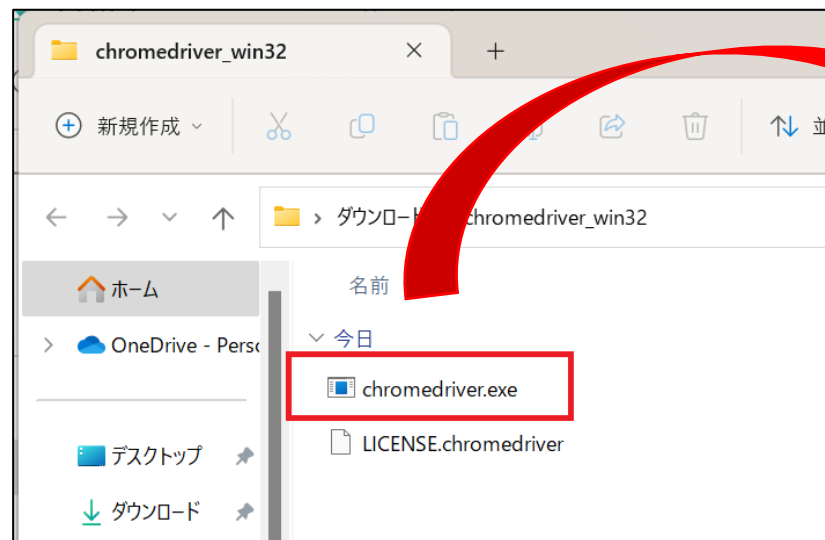 chromedriver_win32
新規作成
ホーム
ダウンロー chromedriver_win32
名前
OneDrive - Perso
今日
chromedriver.exe
デスクトップ
LICENSE.chromedriver
ダウンロード